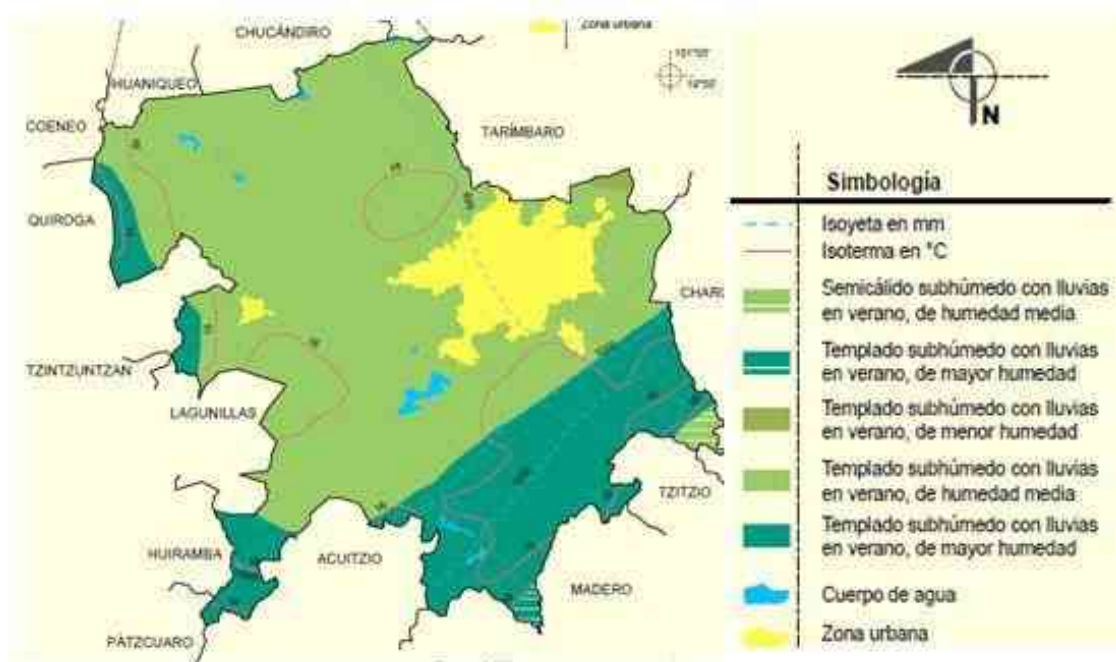 Zona urbana
CHUCÁNDIRO
101°00'
HUANIQUEO
COENEO
TARÍMBARO
QUIROGA
TZINTZUNTZAN
LAGUNILLAS
HUIRAMBA
ACUITZIO
TZITZIO
MADERO
PÁTZCUARO
N
Simbología
Isoyeta en mm
Isoterma en °C
Semicálido subhúmedo con lluvias
en verano, de humedad media
Templado subhúmedo con lluvias
en verano, de mayor humedad
Templado subhúmedo con lluvias
en verano, de menor humedad
Templado subhúmedo con lluvias
en verano, de humedad media
Templado subhúmedo con lluvias
en verano, de mayor humedad
Cuerpo de agua
Zona urbana